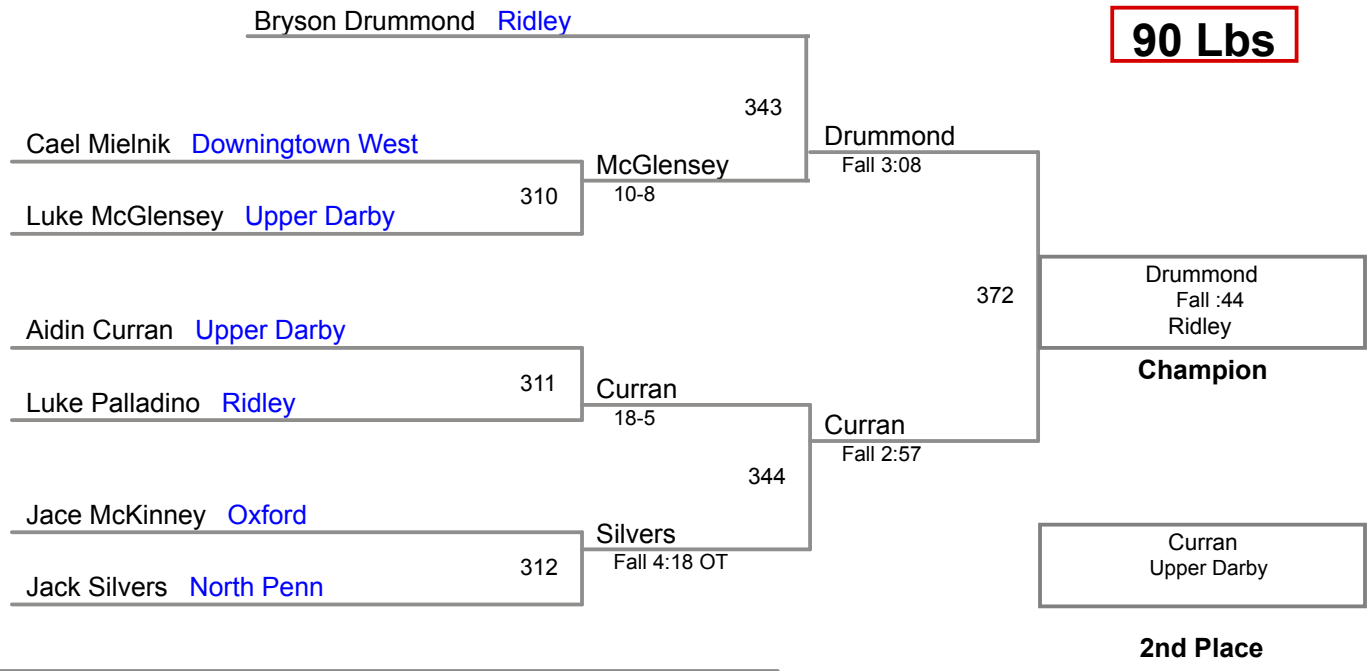 Bryson Drummond Ridley
90 Lbs
343
Cael Mielnik Downingtown West
Drummond
Fall 3:08
McGlensey
10-8
310
Luke McGlensey Upper Darby
Drummond
Fall :44
Ridley
372
Aidin Curran Upper Darby
Champion
311
Curran
18-5
Luke Palladino Ridley
Curran
Fall 2:57
344
Jace McKinney Oxford
Silvers
Fall 4:18 OT
312
Jack Silvers North Penn
Curran
Upper Darby
2nd Place